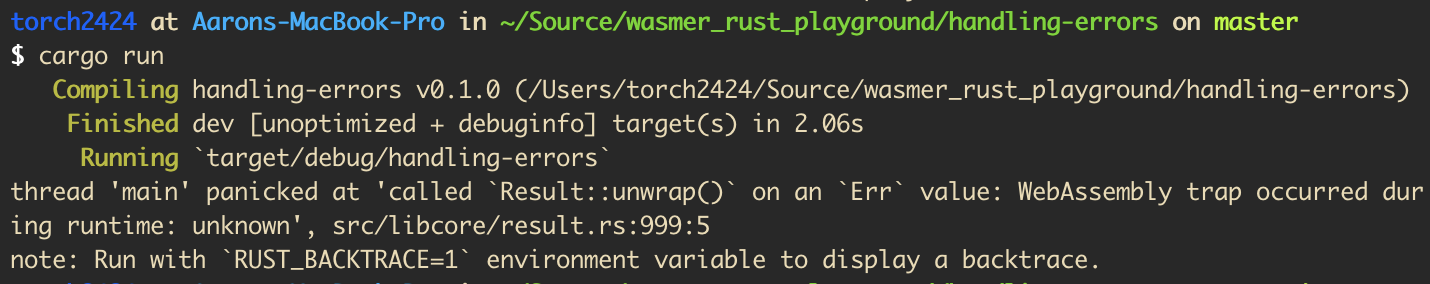 torch2424 at Aarons-MacBook-Pro in ~/Source/wasmer_rust_playground/handling-errors on master
$ cargo run
   Compiling handling-errors v0.1.0 (/Users/torch2424/Source/wasmer_rust_playground/handling-errors)
    Finished dev [unoptimized + debuginfo] target(s) in 2.06s
     Running `target/debug/handling-errors`
thread 'main' panicked at 'called `Result::unwrap()` on an `Err` value: WebAssembly trap occurred dur
ing runtime: unknown', src/libcore/result.rs:999:5
note: Run with `RUST_BACKTRACE=1` environment variable to display a backtrace.